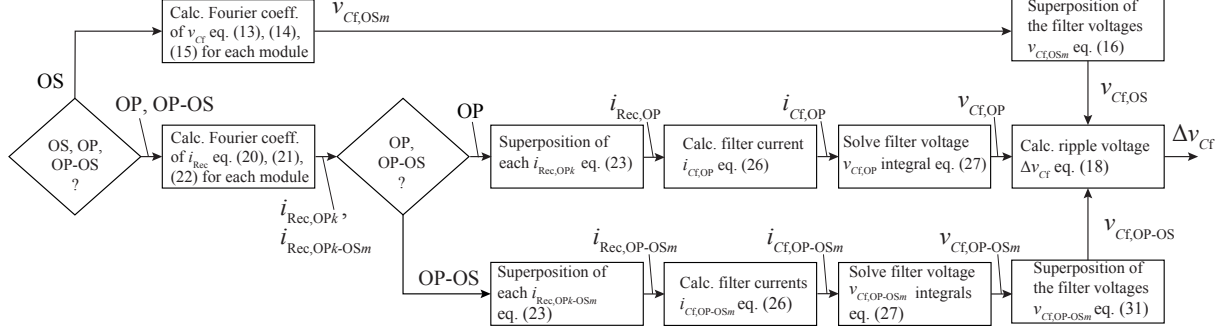 Calc. Fourier coeff.
of v_Cf eq. (13), (14),
(15) for each module
v_Cf,OSm
Superposition of
the filter voltages
v_Cf,OSm eq. (16)
OS
v_Cf,OS
OS, OP,
OP-OS
?
OP, OP-OS
Calc. Fourier coeff.
of i_Rec eq. (20), (21),
(22) for each module
i_Rec,OPk,
i_Rec,OPk-OSm
OP,
OP-OS
?
OP
Superposition of
each i_Rec,OPk eq. (23)
i_Rec,OP
Calc. filter current
i_Cf,OP eq. (26)
i_Cf,OP
Solve filter voltage
v_Cf,OP integral eq. (27)
v_Cf,OP
Calc. ripple voltage
Δv_Cf eq. (18)
Δv_Cf
OP-OS
Superposition of
each i_Rec,OPk-OSm
eq. (23)
i_Rec,OP-OSm
Calc. filter currents
i_Cf,OP-OSm eq. (26)
i_Cf,OP-OSm
Solve filter voltage
v_Cf,OP-OSm integrals
eq. (27)
v_Cf,OP-OSm
Superposition of
the filter voltages
v_Cf,OP-OSm eq. (31)
v_Cf,OP-OS